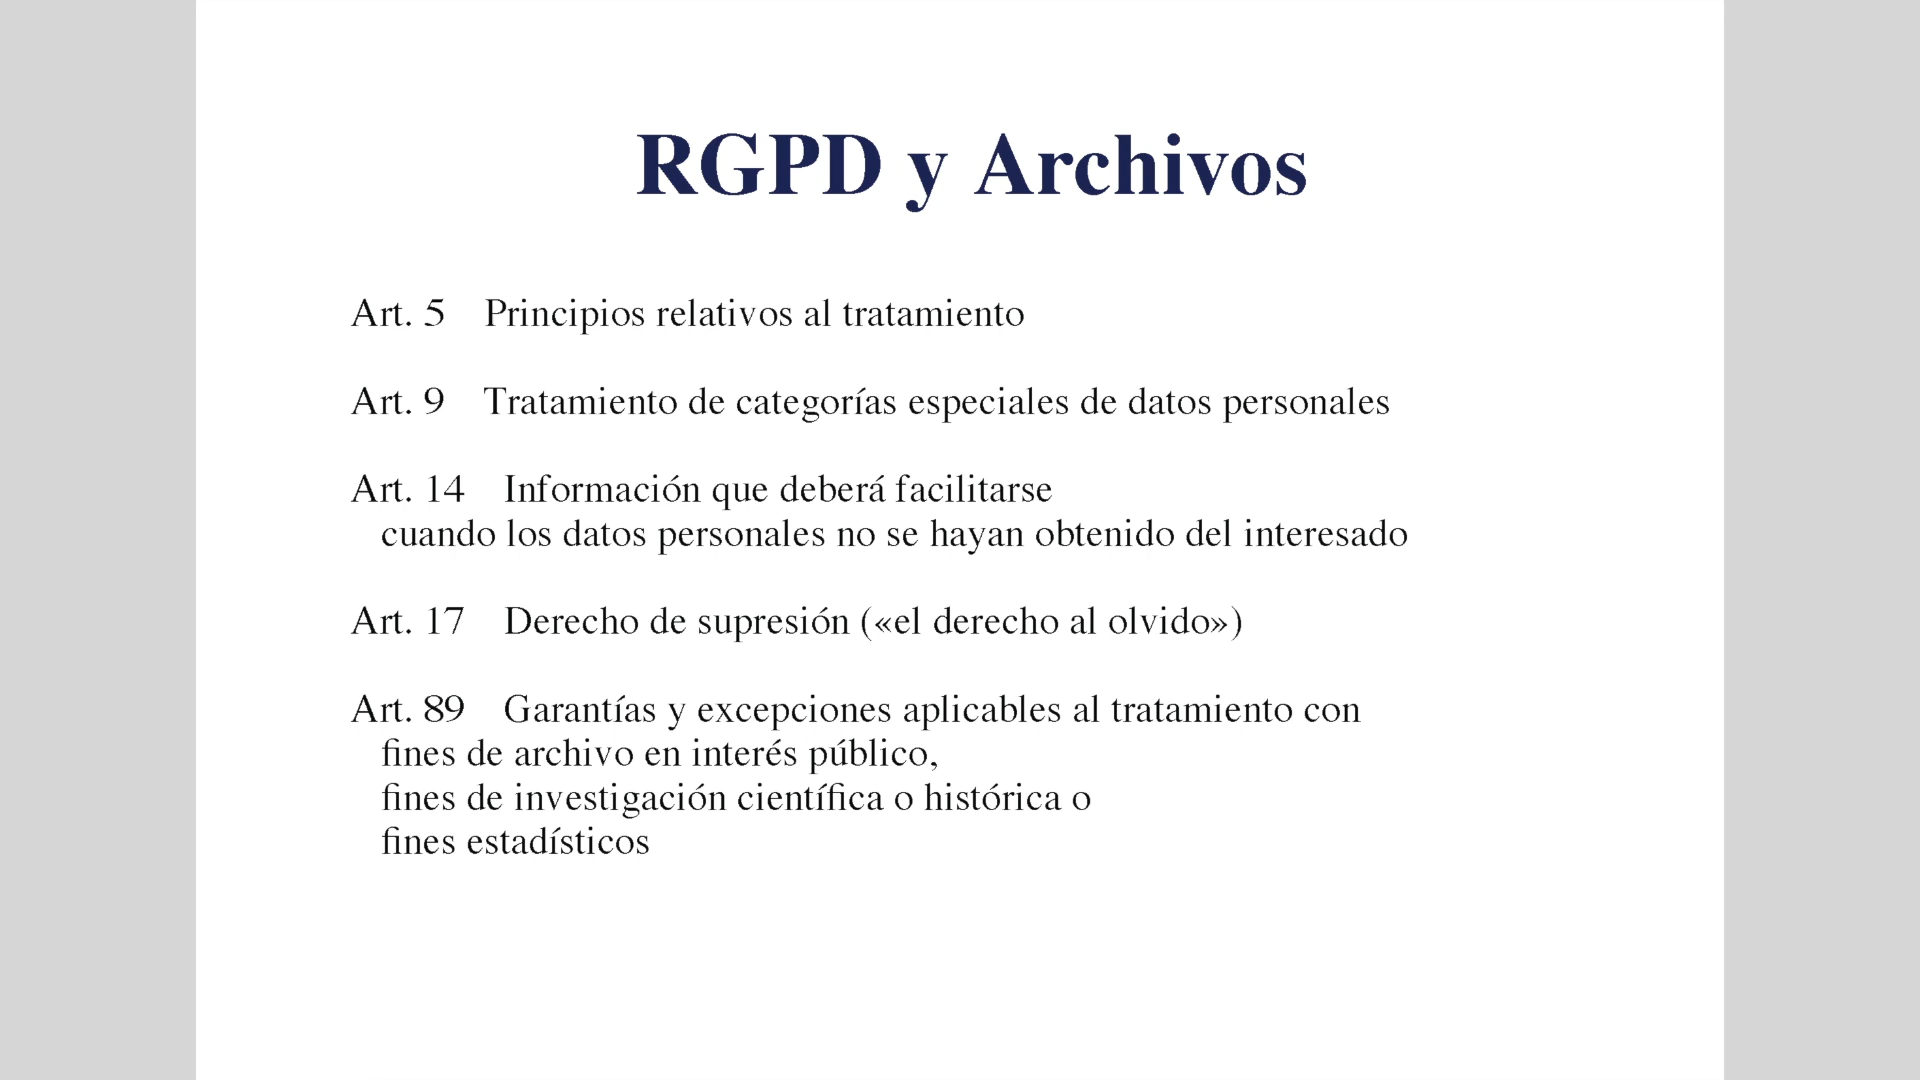 RGPD y Archivos
Art. 5 Principios relativos al tratamiento
Art. 9 Tratamiento de categorías especiales de datos personales
Art. 14 Información que deberá facilitarse
cuando los datos personales no se hayan obtenido del interesado
Art. 17 Derecho de supresión («el derecho al olvido»)
Art. 89 Garantías y excepciones aplicables al tratamiento con
fines de archivo en interés público,
fines de investigación científica o histórica o
fines estadísticos